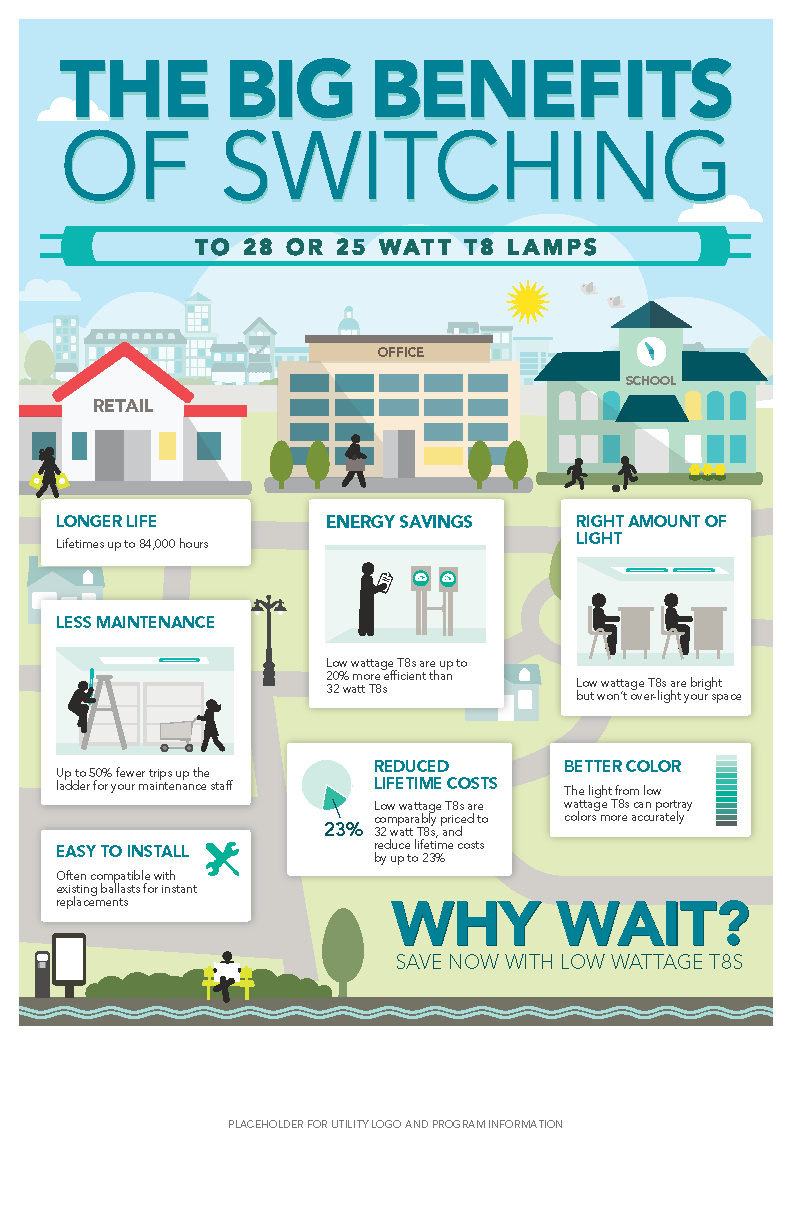 THE BIG BENEFITS
OF SWITCHING
TO 28 OR 25 WATT T8 LAMPS
RETAIL
OFFICE
SCHOOL
LONGER LIFE
Lifetimes up to 84,000 hours
LESS MAINTENANCE
Up to 50% fewer trips up the
ladder for your maintenance staff
EASY TO INSTALL
Often compatible with
existing ballasts for instant
replacements
ENERGY SAVINGS
Low wattage T8s are up to
20% more efficient than
32 watt T8s
REDUCED
LIFETIME COSTS
23%
Low wattage T8s are
comparably priced to
32 watt T8s, and
reduce lifetime costs
by up to 23%
RIGHT AMOUNT OF
LIGHT
Low wattage T8s are bright
but won't over-light your space
BETTER COLOR
The light from low
wattage T8s can portray
colors more accurately
WHY WAIT?
SAVE NOW WITH LOW WATTAGE T8S
PLACEHOLDER FOR UTILITY LOGO AND PROGRAM INFORMATION